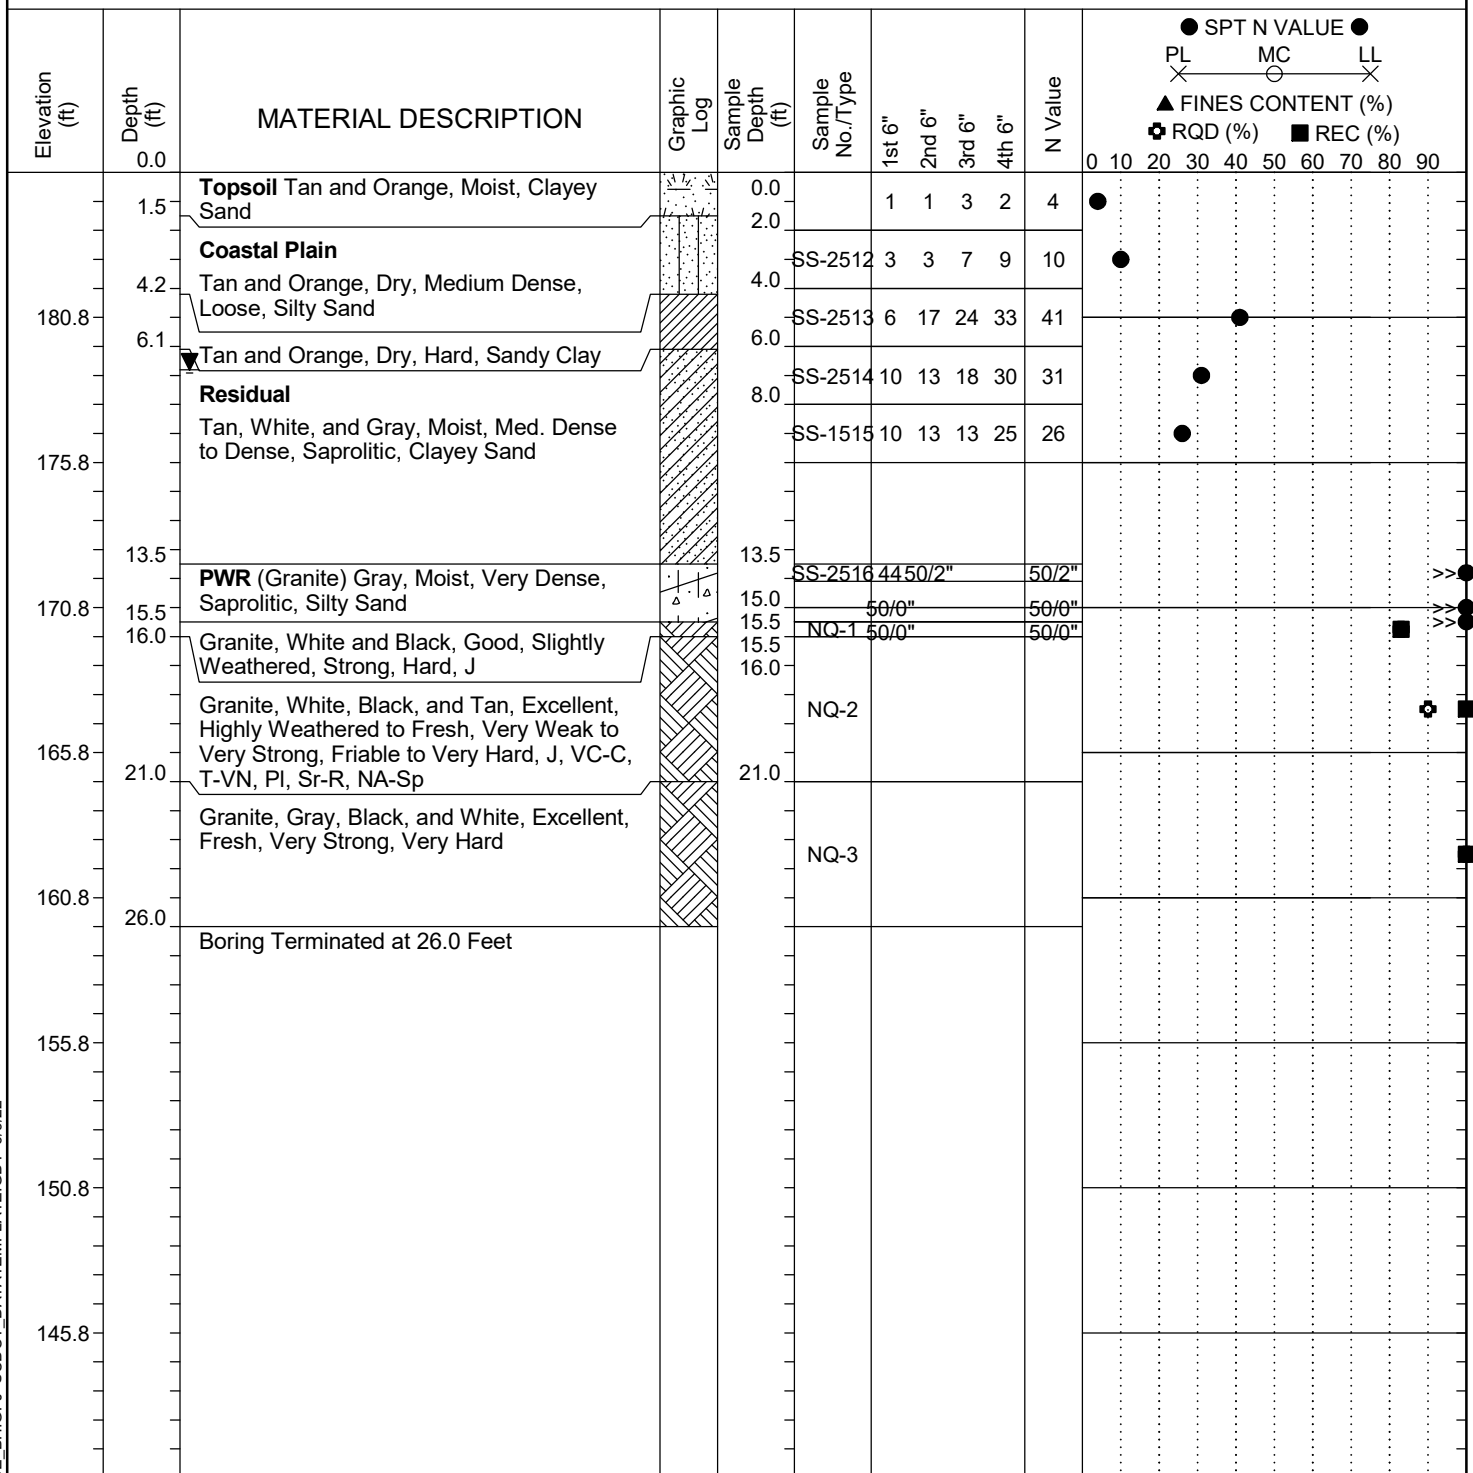 ● SPT N VALUE ●
PL MC LL
▲ FINES CONTENT (%)
RQD (%) ■ REC (%)
0 10 20 30 40 50 60 70 80 90
Elevation (ft)
Depth (ft)
0.0
MATERIAL DESCRIPTION
Graphic Log
Sample Depth (ft)
Sample No./Type
1st 6"
2nd 6"
3rd 6"
4th 6"
N Value
Topsoil Tan and Orange, Moist, Clayey
Sand
1.5
0.0
2.0
1 1 3 2 4
Coastal Plain
Tan and Orange, Dry, Medium Dense,
Loose, Silty Sand
4.2
4.0
SS-2512 3 3 7 9 10
180.8
SS-2513 6 17 24 33 41
6.1
6.0
Tan and Orange, Dry, Hard, Sandy Clay
Residual
SS-2514 10 13 18 30 31
8.0
Tan, White, and Gray, Moist, Med. Dense
to Dense, Saprolitic, Clayey Sand
SS-1515 10 13 13 25 26
175.8
13.5
13.5
PWR (Granite) Gray, Moist, Very Dense,
Saprolitic, Silty Sand
SS-2516 44 50/2" 50/2" >>
170.8
15.5
15.0
50/0" 50/0" >>
15.5
>>
16.0
NQ-1 50/0" 50/0"
15.5
16.0
Granite, White and Black, Good, Slightly
Weathered, Strong, Hard, J
Granite, White, Black, and Tan, Excellent,
Highly Weathered to Fresh, Very Weak to
Very Strong, Friable to Very Hard, J, VC-C,
T-VN, Pl, Sr-R, NA-Sp
NQ-2
165.8
21.0
21.0
Granite, Gray, Black, and White, Excellent,
Fresh, Very Strong, Very Hard
NQ-3
160.8
26.0
Boring Terminated at 26.0 Feet
155.8
150.8
145.8